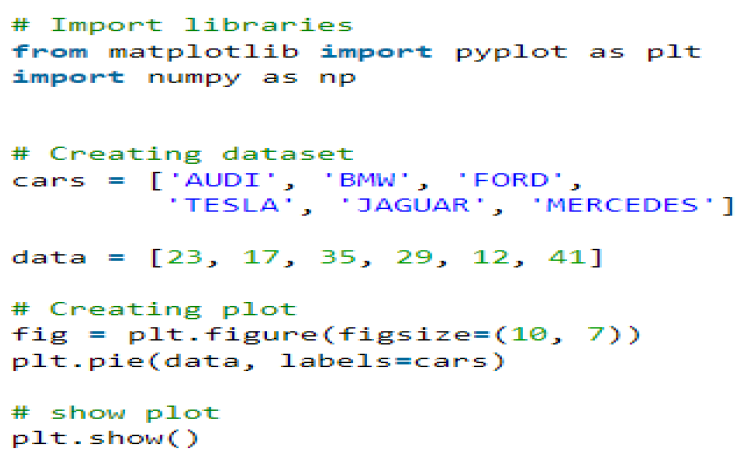 # Import libraries
from matplotlib import pyplot as plt
import numpy as np
# Creating dataset
cars = ['AUDI', 'BMW', 'FORD',
'TESLA', 'JAGUAR', 'MERCEDES']
data = [23, 17, 35, 29, 12, 41]
# Creating plot
fig = plt.figure(figsize=(10, 7))
plt.pie(data, labels=cars)
# show plot
plt.show()